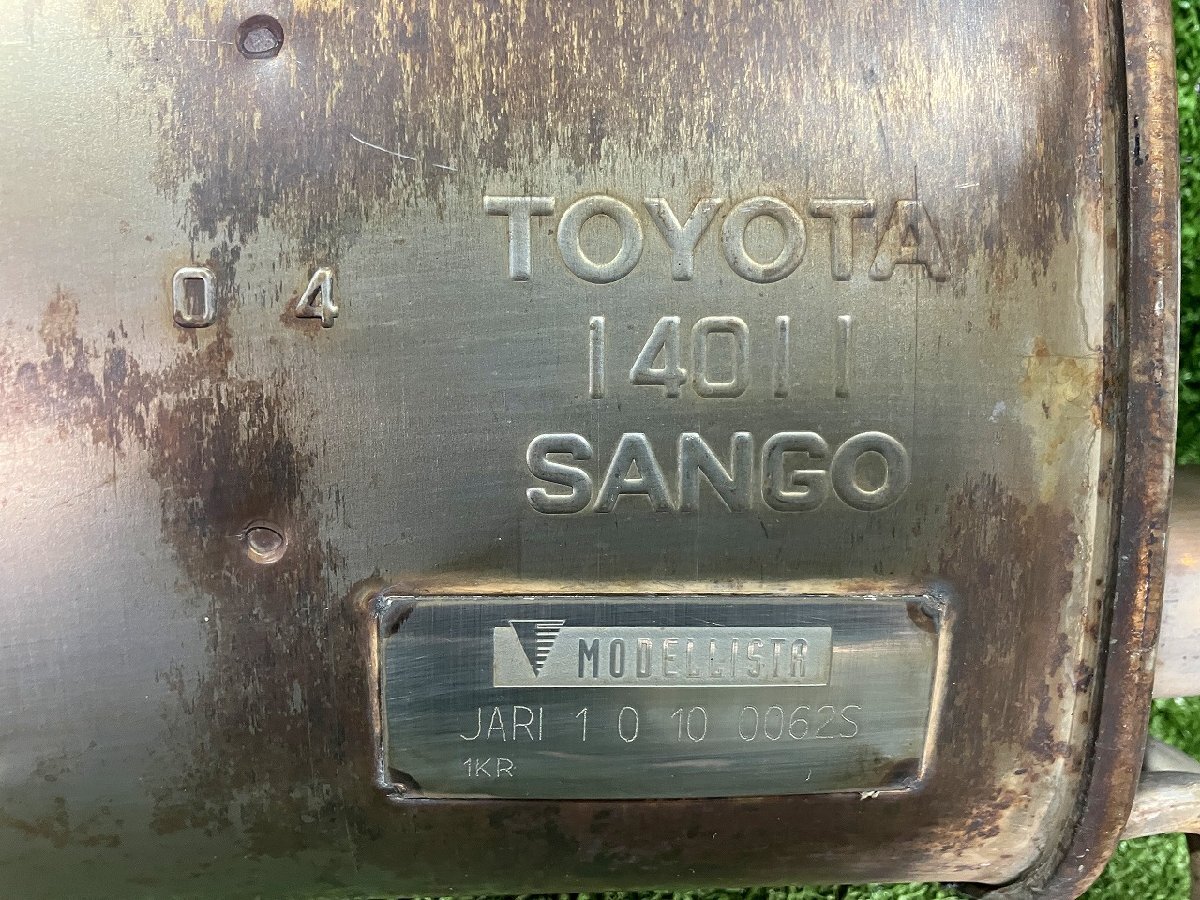 TOYOTA
0 4
14011
SANGO
MODELLISTA
JARI 1 0 10 0062S
1KR